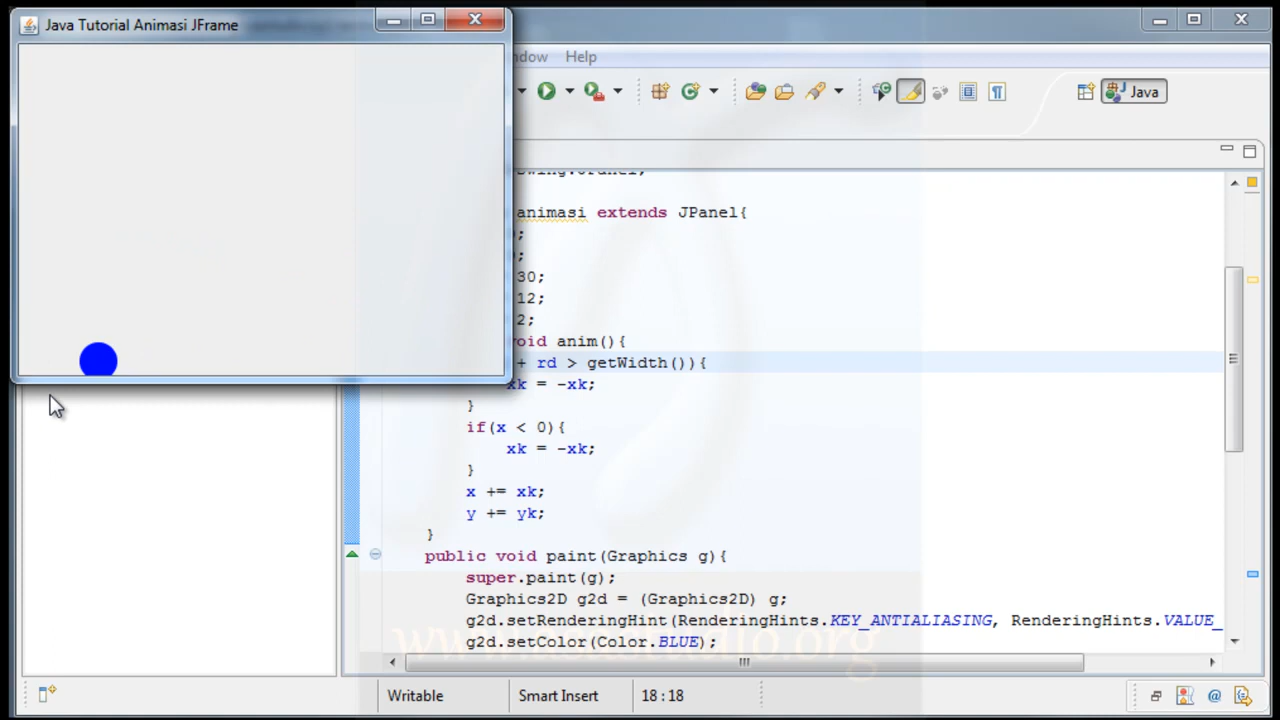 Java Tutorial Animasi JFrame
Help
Java
animasi extends JPanel{
;
;
30;
12;
2;
void anim(){
+ rd > getWidth()){
xk = -xk;
}
if(x < 0){
xk = -xk;
}
x += xk;
y += yk;
}
public void paint(Graphics g){
super.paint(g);
Graphics2D g2d = (Graphics2D) g;
g2d.setRenderingHint(RenderingHints.KEY_ANTIALIASING, RenderingHints.VALUE_
g2d.setColor(Color.BLUE);
Writable
Smart Insert
18:18